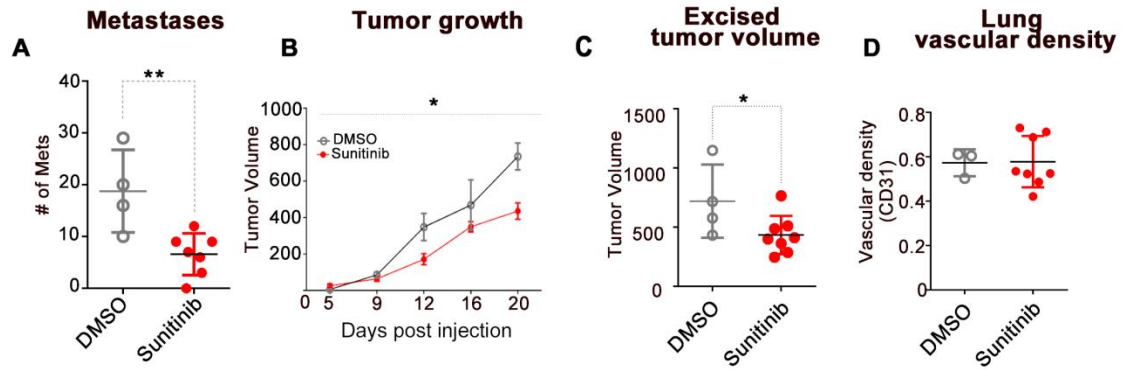 Metastases
A
**
# of Mets
40
30
20
10
0
DMSO
Sunitinib
Tumor growth
B
*
Tumor Volume
1000
800
600
400
200
0
DMSO
Sunitinib
0 5 9 12 16 20
Days post injection
Excised
tumor volume
C
*
Tumor Volume
1500
1000
500
0
DMSO
Sunitinib
Lung
vascular density
D
Vascular density
(CD31)
0.8
0.6
0.4
0.2
0
DMSO
Sunitinib